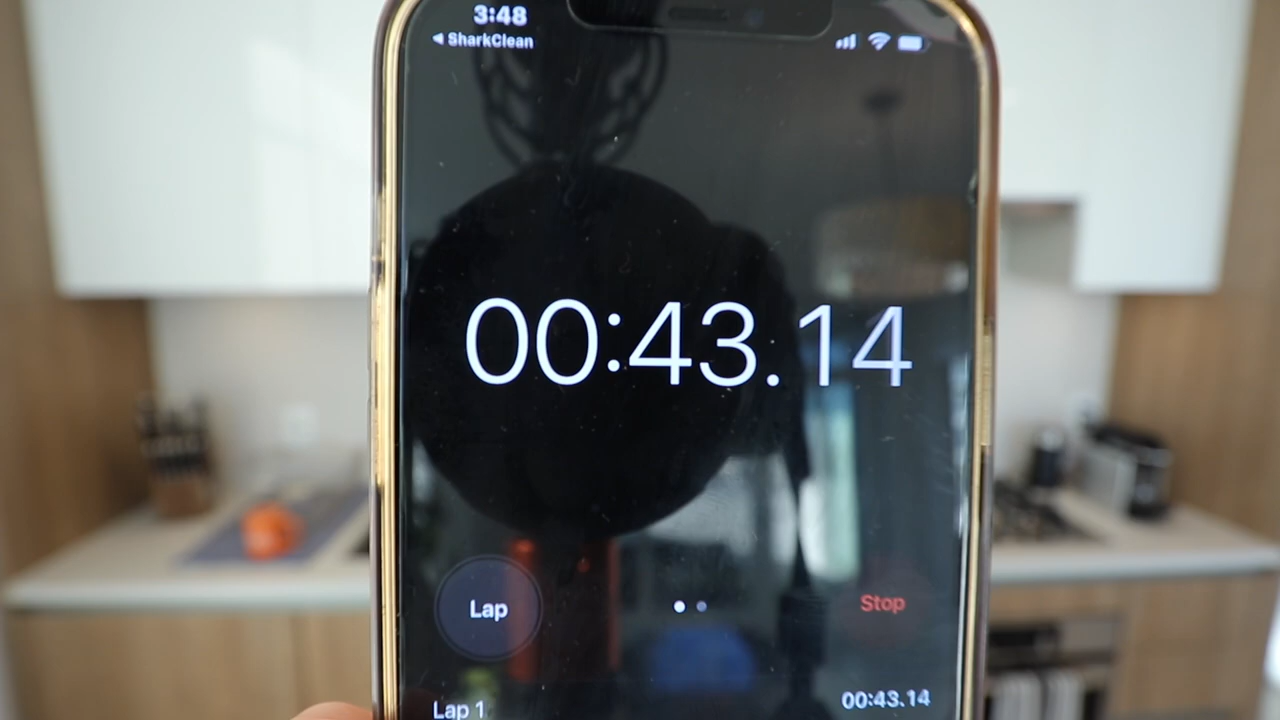 3:48
◀ SharkClean
00:43.14
Lap
Stop
Lap 1
00:43.14